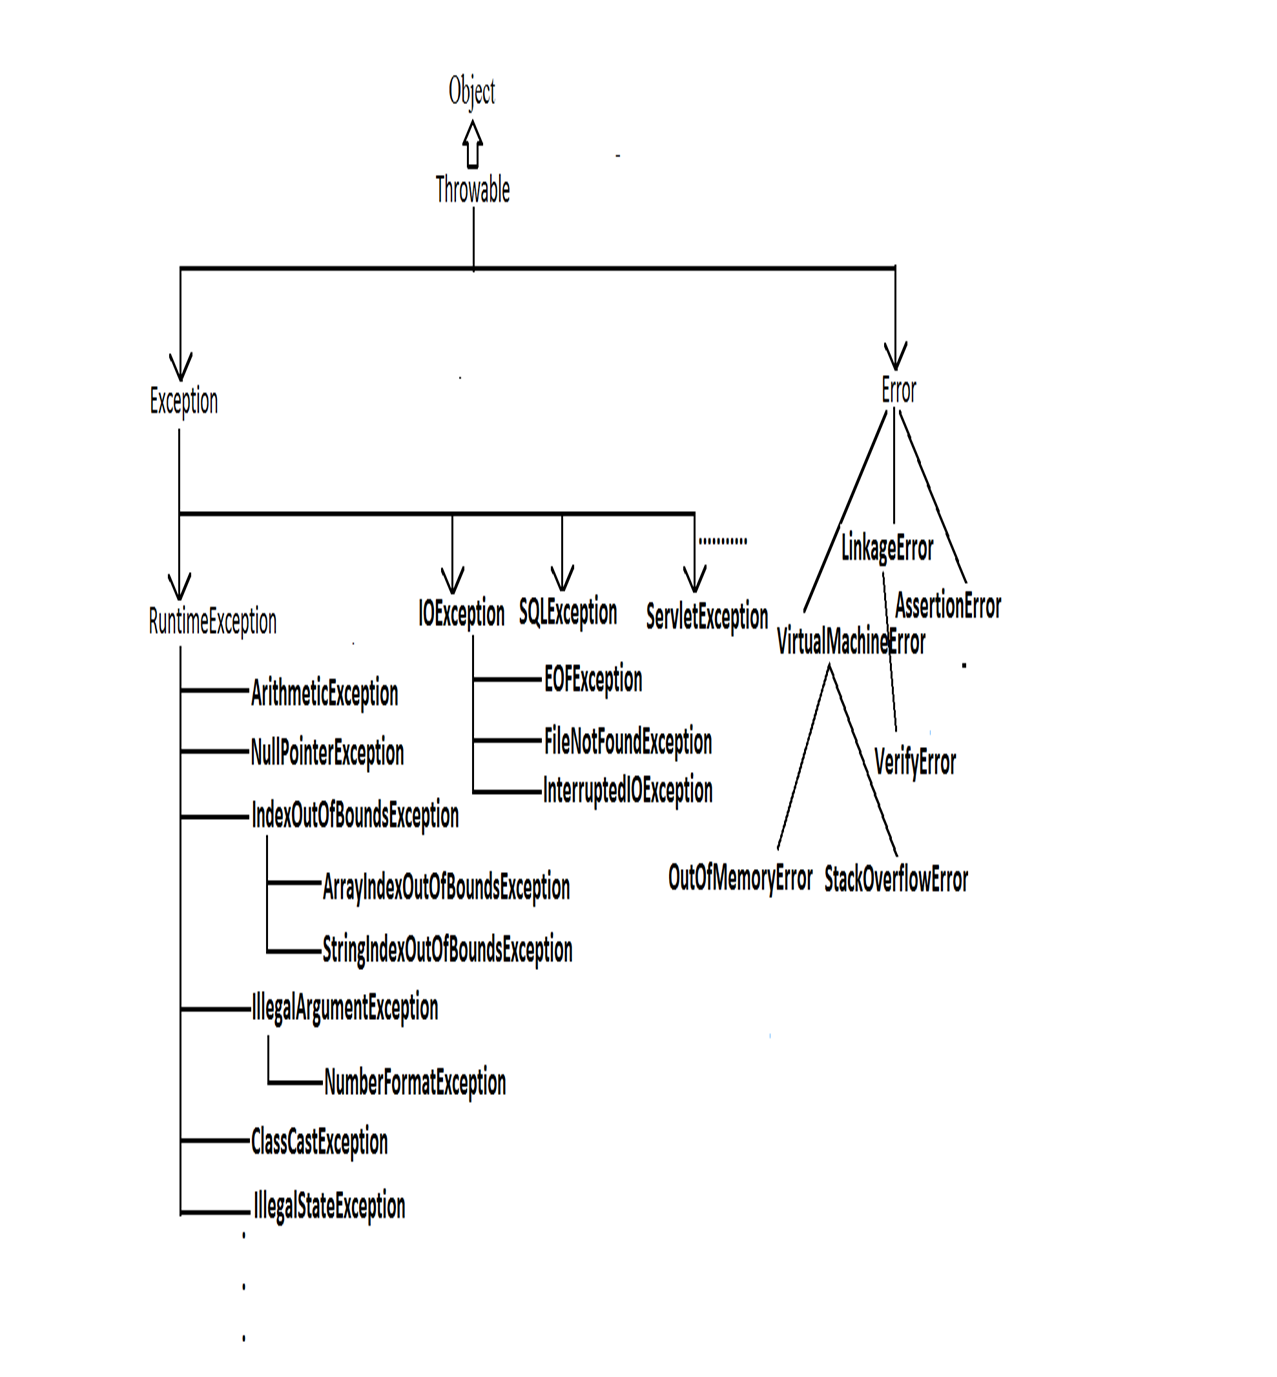 Object
Throwable
Exception
Error
RuntimeException
IOException
SQLException
ServletException
..........
LinkageError
AssertionError
VirtualMachineError
ArithmeticException
NullPointerException
IndexOutOfBoundsException
ArrayIndexOutOfBoundsException
StringIndexOutOfBoundsException
IllegalArgumentException
NumberFormatException
ClassCastException
IllegalStateException
EOFException
FileNotFoundException
InterruptedIOException
VerifyError
OutOfMemoryError
StackOverflowError